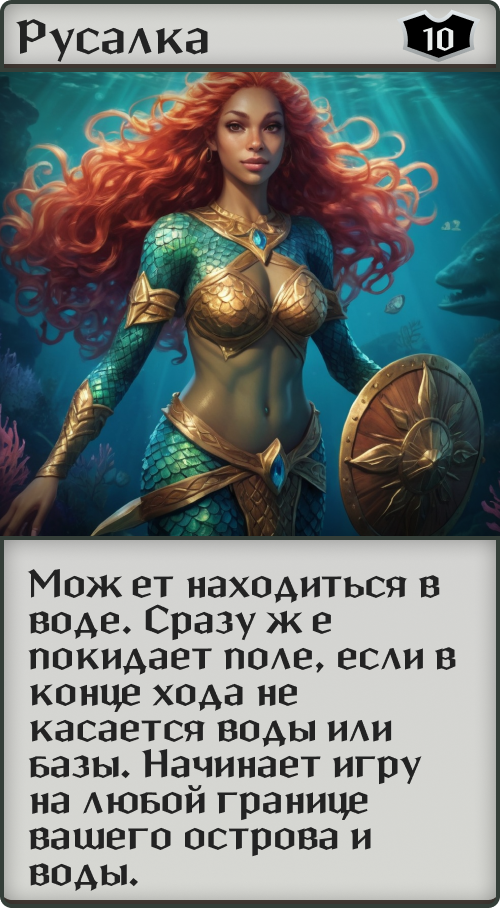 Русалка
10
Может находиться в
воде. Сразу же
покидает поле, если в
конце хода не
касается воды или
базы. Начинает игру
на любой границе
вашего острова и
воды.